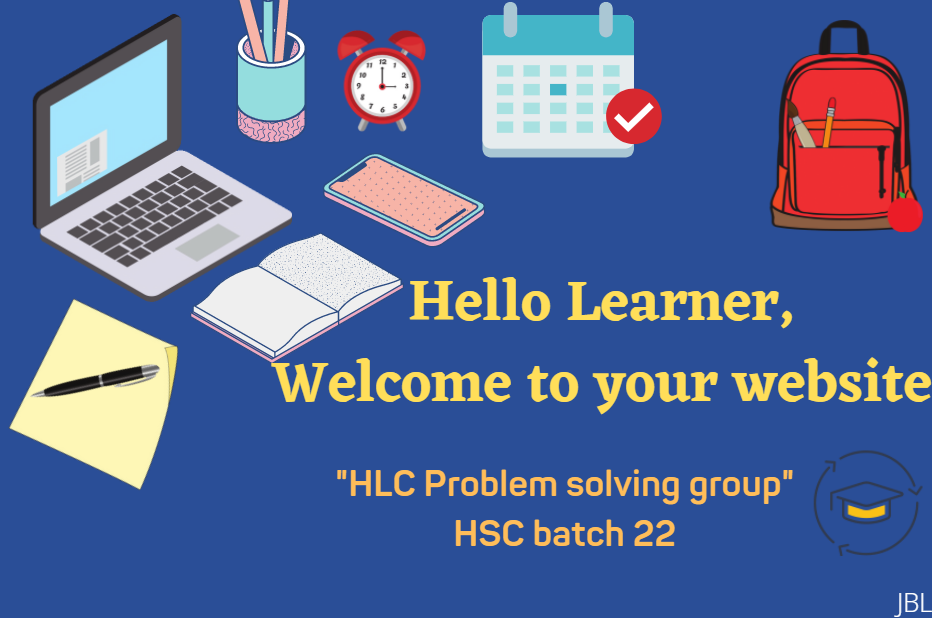 Hello Learner,
Welcome to your website
"HLC Problem solving group"
HSC batch 22
JBL